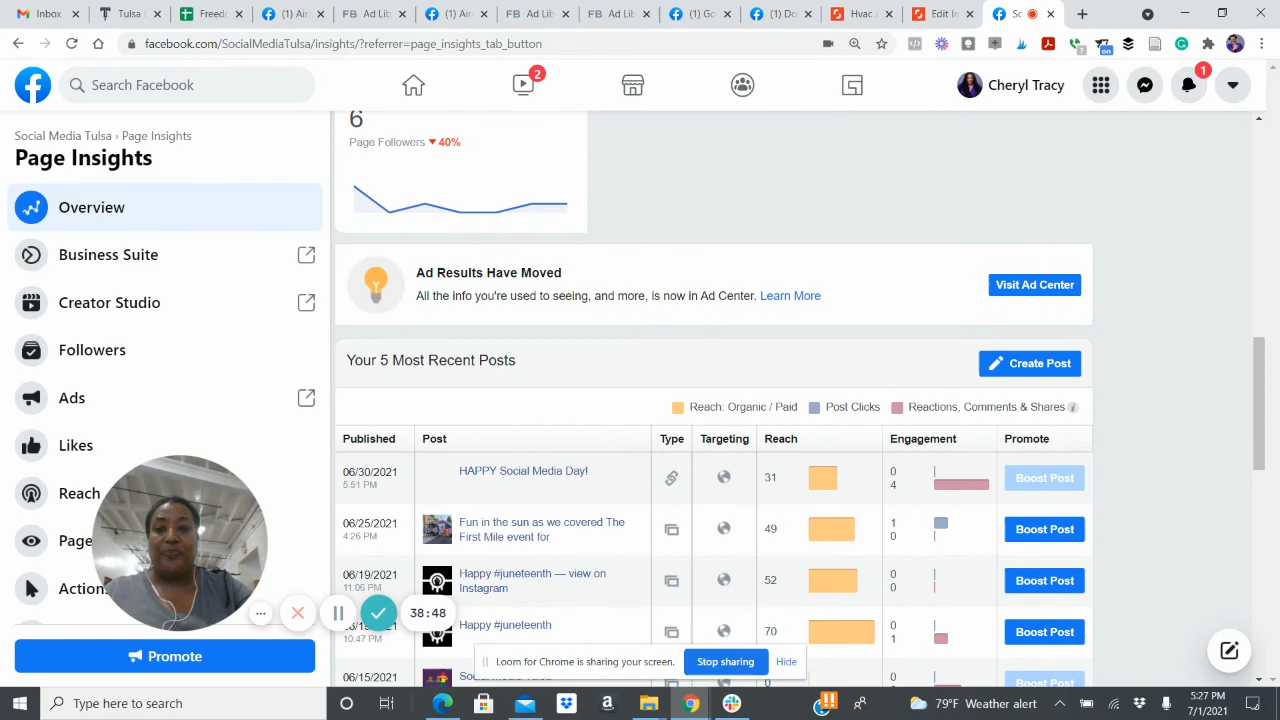 Inbox
Tulsa
Freed
(1) Ai
FB Ad Lib
(1) Ai
FB Ad Lib
FB Ad Lib
(1) Go
(1) Do
Hvac
Edit In
facebook.com/SocialMediaTulsa/insights/?referrer=page_insights_tab_button
Search Facebook
2
Cheryl Tracy
1
Social Media Tulsa › Page Insights
Page Insights
Overview
Business Suite
Creator Studio
Followers
Ads
Likes
Reach
Page
Action
Promote
6
Page Followers 40%
Ad Results Have Moved
All the info you're used to seeing, and more, is now in Ad Center. Learn More
Visit Ad Center
Your 5 Most Recent Posts
Create Post
Reach: Organic / Paid Post Clicks Reactions, Comments & Shares
Published Post Type Targeting Reach Engagement Promote
06/30/2021
5:51 PM
HAPPY Social Media Day!
31
0
4
Boost Post
06/25/2021
4:26 PM
Fun in the sun as we covered The
First Mile event for
49
1
0
Boost Post
06/19/2021
11:06 PM
Happy #juneteenth — view on
Instagram
52
0
0
Boost Post
10:47 PM
Happy #juneteenth
70
0
1
Boost Post
06/15/2021
Boost Post
38:48
Loom for Chrome is sharing your screen.
Stop sharing
Hide
Type here to search
79°F Weather alert
5:27 PM
7/1/2021